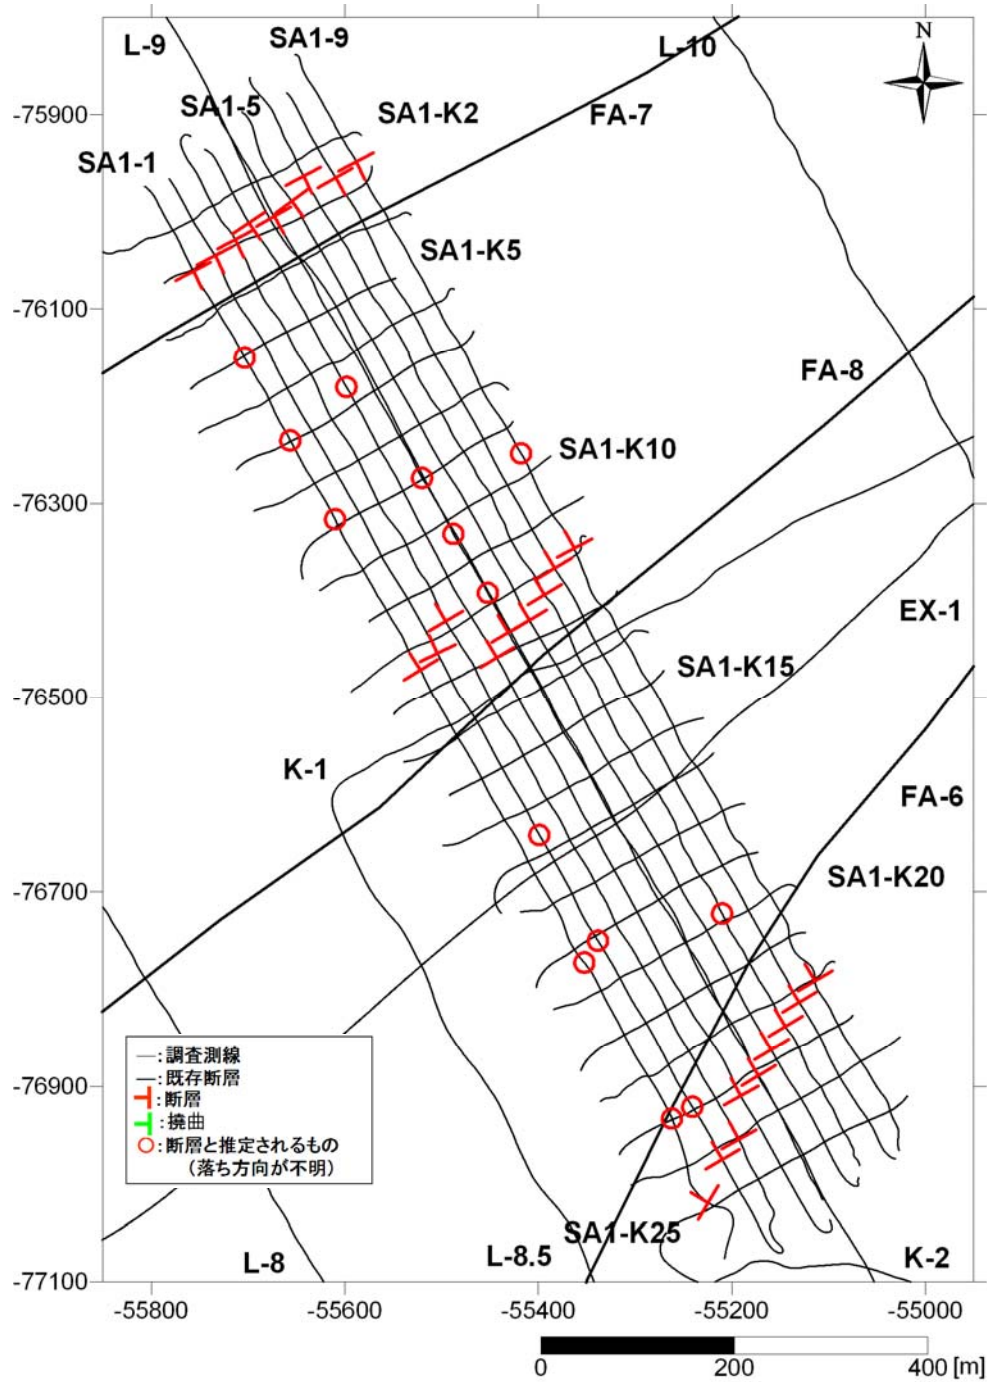 L-9
SA1-9
L-10
N
SA1-5
SA1-K2
FA-7
SA1-1
SA1-K5
FA-8
SA1-K10
EX-1
SA1-K15
K-1
FA-6
SA1-K20
—:調査測線
—:既存断層
:断層
:撓曲
○:断層と推定されるもの
(落ち方向が不明)
SA1-K25
L-8
L-8.5
K-2
-75900
-76100
-76300
-76500
-76700
-76900
-77100
-55800
-55600
-55400
-55200
-55000
0
200
400 [m]